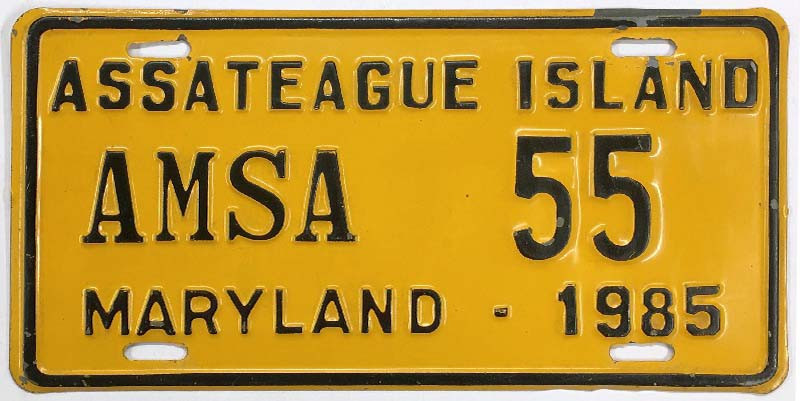 ASSATEAGUE ISLAND
AMSA 55
MARYLAND - 1985